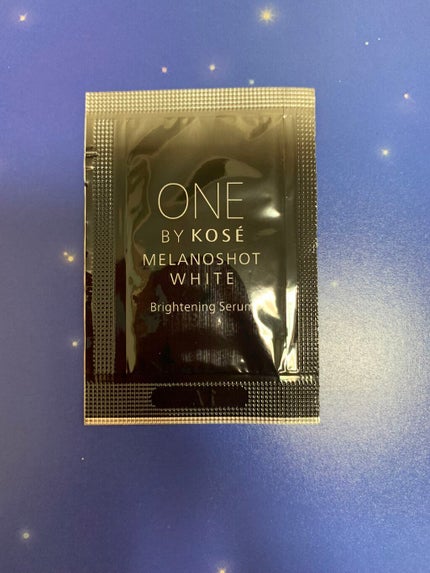 ONE
BY KOSÉ
MELANOSHOT
WHITE
Brightening Serum